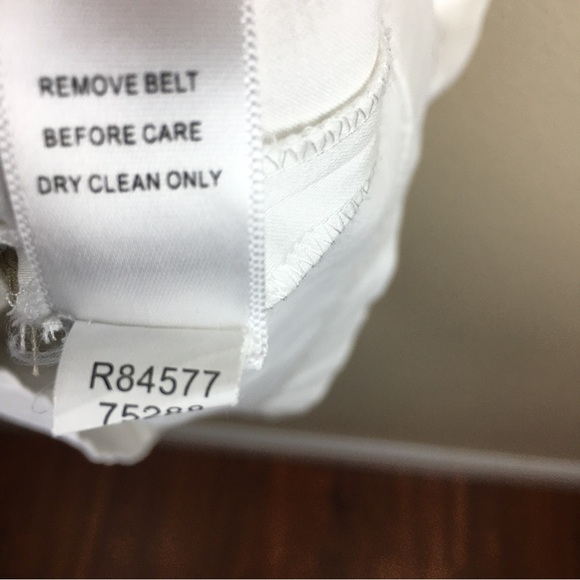 REMOVE BELT
BEFORE CARE
DRY CLEAN ONLY
R84577